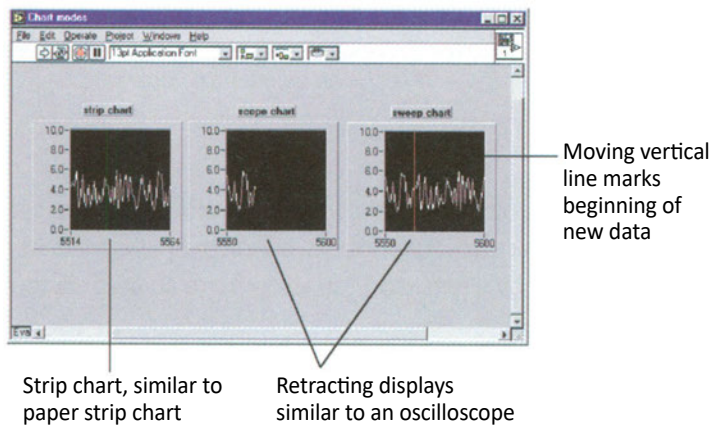 Chart modes
File Edit Operate Project Windows Help
13pt Application Font
1
strip chart
scope chart
sweep chart
10.0
8.0
6.0
4.0
2.0
0.0
5514 5564
10.0
8.0
6.0
4.0
2.0
0.0
5550 5600
10.0
8.0
6.0
4.0
2.0
0.0
5550 5600
Moving vertical
line marks
beginning of
new data
Strip chart, similar to
paper strip chart
Retracting displays
similar to an oscilloscope